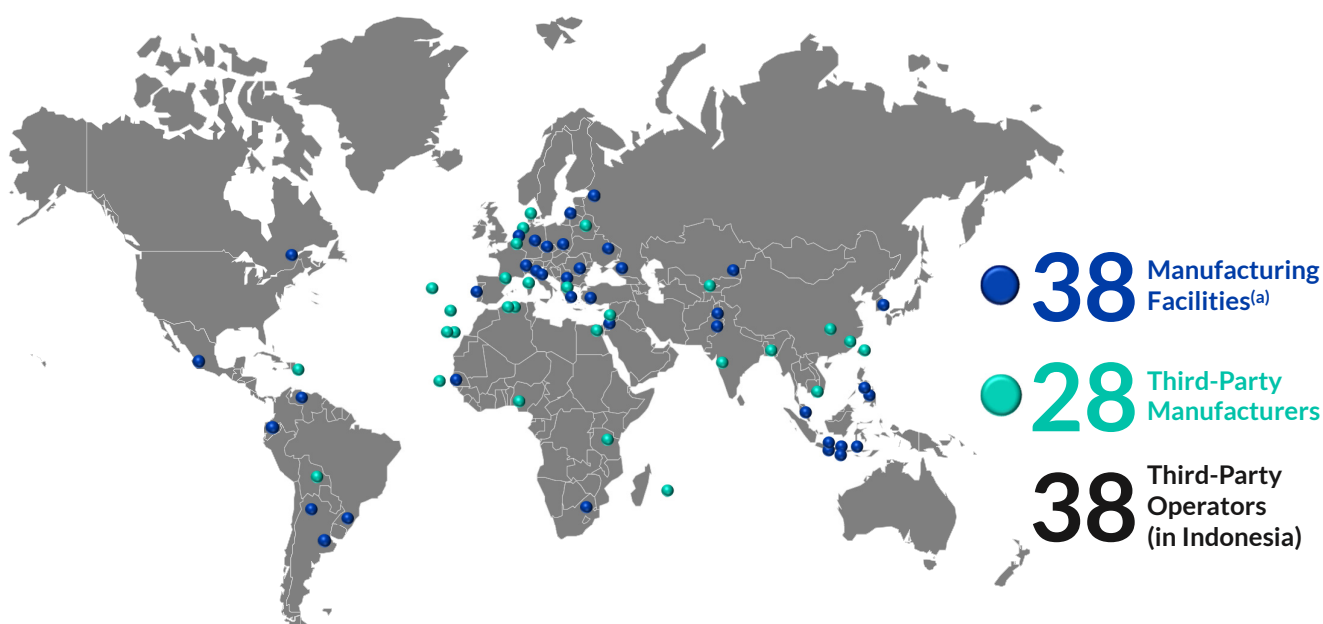 38
Manufacturing
Facilities(a)
28
Third-Party
Manufacturers
38
Third-Party
Operators
(in Indonesia)